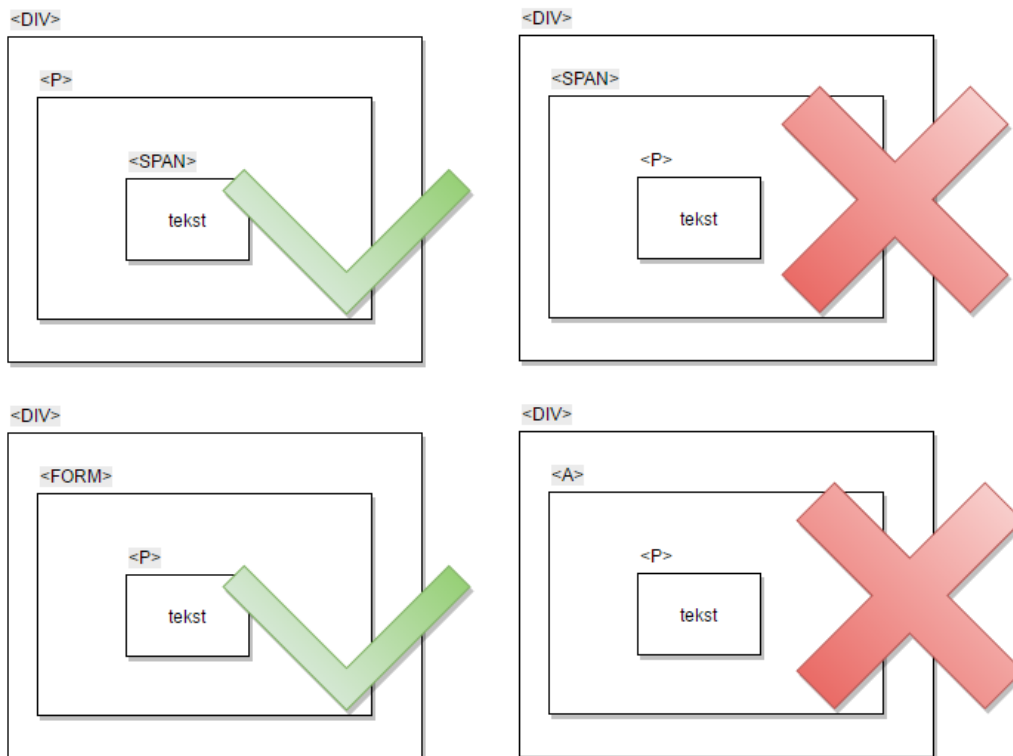 <DIV>
<P>
<SPAN>
tekst
<DIV>
<SPAN>
<P>
tekst
<DIV>
<FORM>
<P>
tekst
<DIV>
<A>
<P>
tekst